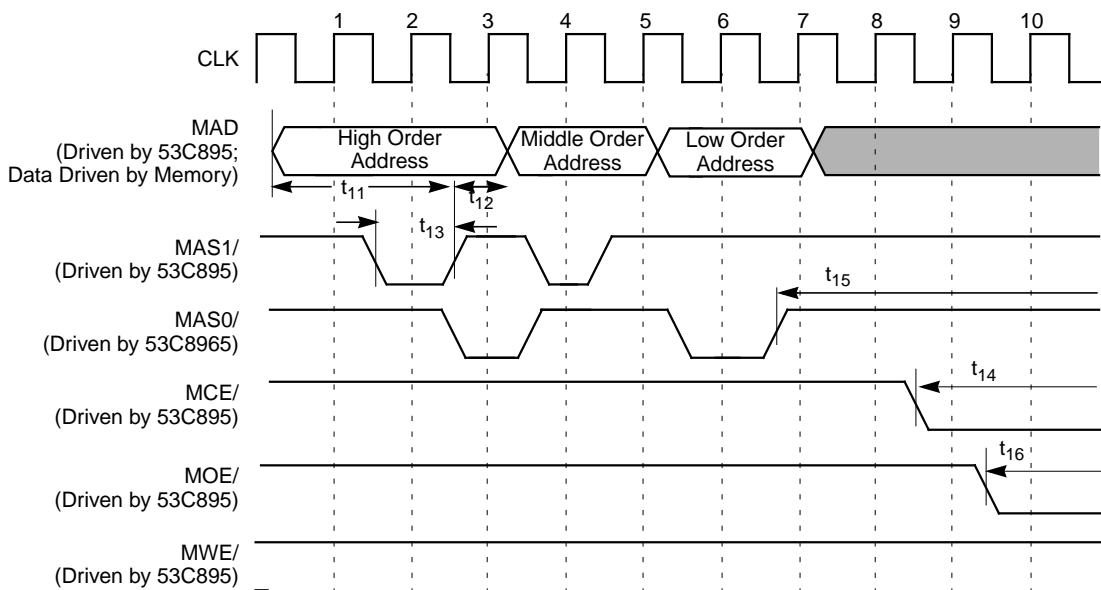 1 2 3 4 5 6 7 8 9 10
CLK
MAD
(Driven by 53C895;
Data Driven by Memory)
High Order
Address
Middle Order
Address
Low Order
Address
t11
t12
t13
MAS1/
(Driven by 53C895)
t15
MAS0/
(Driven by 53C8965)
MCE/
(Driven by 53C895)
t14
MOE/
(Driven by 53C895)
t16
MWE/
(Driven by 53C895)